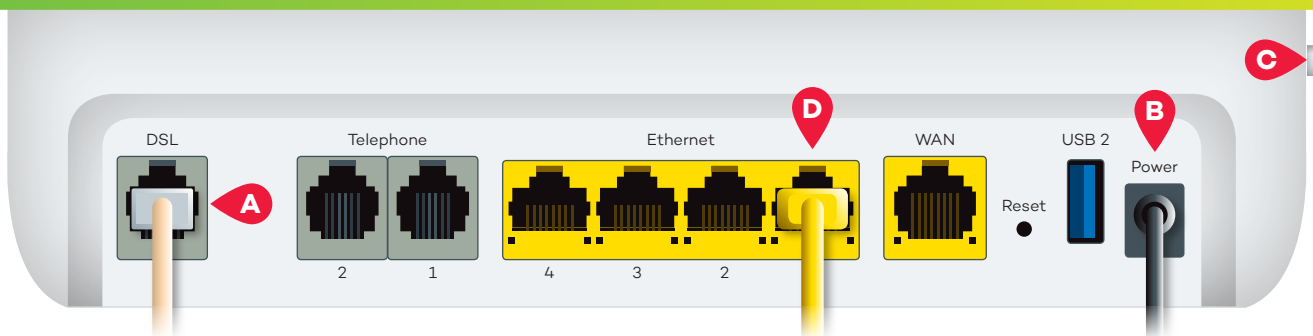 C
D
B
DSL
Telephone
Ethernet
WAN
USB 2
Power
A
Reset
2
1
4
3
2